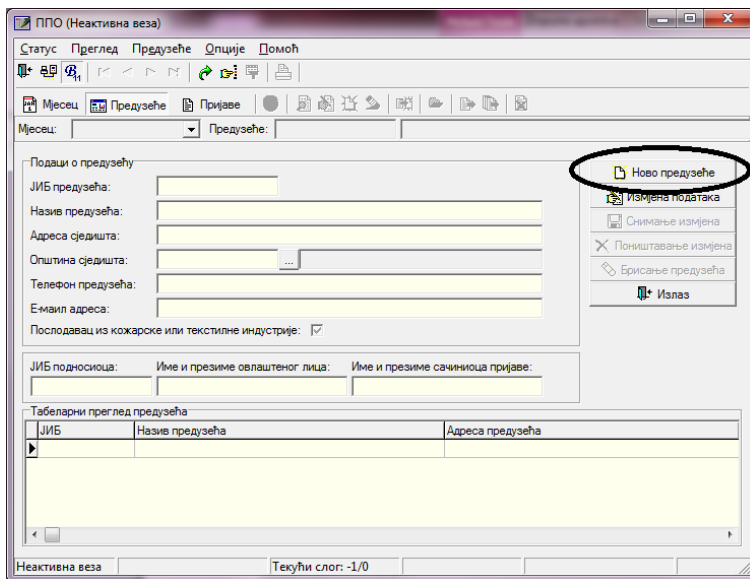 ППО (Неактивна веза)
Статус Преглед Предузеће Опције Помоћ
Мјесец Предузеће Пријаве
Мјесец: Предузеће:
Подаци о предузећу
ЈИБ предузећа:
Назив предузећа:
Адреса сједишта:
Општина сједишта: ...
Телефон предузећа:
Е-маил адреса:
Послодавац из кожарске или текстилне индустрије:
Ново предузеће
Измјена података
Снимање измјена
Поништавање измјена
Брисање предузећа
Излаз
ЈИБ подносиоца: Име и презиме овлаштеног лица: Име и презиме сачиниоца пријаве:
Табеларни преглед предузећа
ЈИБ Назив предузећа Адреса предузећа
Неактивна веза Текући слог: -1/0